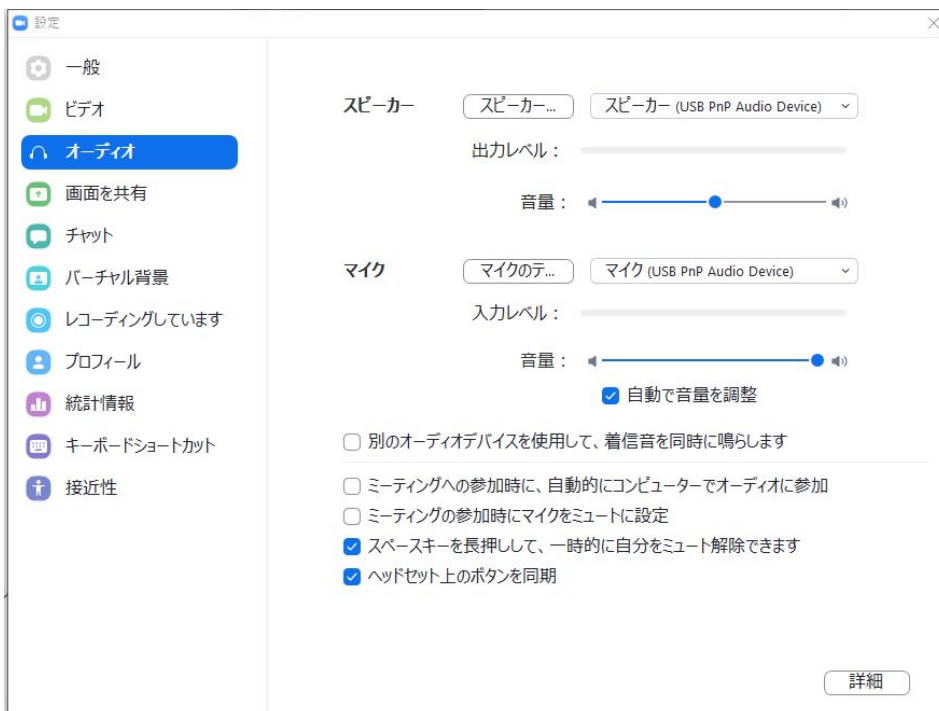 設定
一般
ビデオ
オーディオ
画面を共有
チャット
バーチャル背景
レコーディングしています
プロフィール
統計情報
キーボードショートカット
接近性
スピーカー スピーカー... スピーカー (USB PnP Audio Device)
出力レベル：
音量：
マイク マイクのテ... マイク (USB PnP Audio Device)
入力レベル：
音量：
自動で音量を調整
別のオーディオデバイスを使用して、着信音を同時に鳴らします
ミーティングへの参加時に、自動的にコンピューターでオーディオに参加
ミーティングの参加時にマイクをミュートに設定
スペースキーを長押しして、一時的に自分をミュート解除できます
ヘッドセット上のボタンを同期
詳細